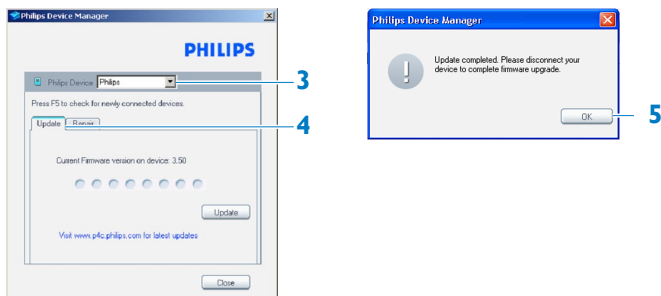 Philips Device Manager
PHILIPS
Philips Device Philips
3
Press F5 to check for newly connected devices.
Update Repair
4
Current Firmware version on device: 3.50
Update
Visit www.p4c.philips.com for latest updates
Close
Philips Device Manager
Update completed. Please disconnect your
device to complete firmware upgrade.
OK
5